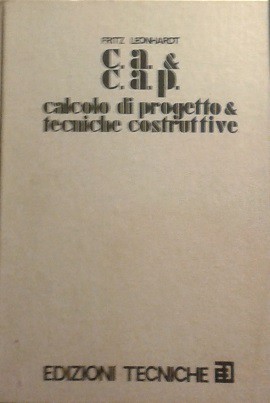 FRITZ LEONHARDT
c.a. &
c.a.p.
calcolo di progetto &
tecniche costruttive
EDIZIONI TECNICHE